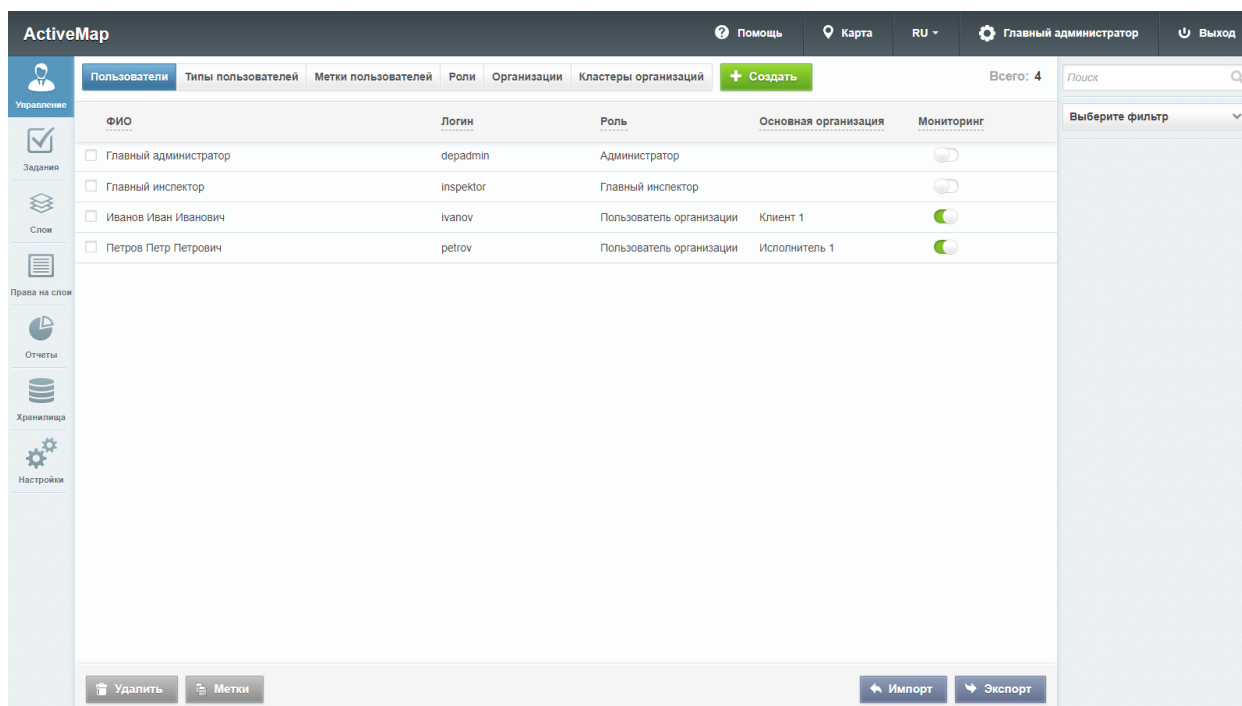 ActiveMap
Помощь Карта RU Главный администратор Выход
Пользователи Типы пользователей Метки пользователей Роли Организации Кластеры организаций + Создать Всего: 4 Поиск
Управление
Выберите фильтр
ФИО Логин Роль Основная организация Мониторинг
Главный администратор depadmin Администратор
Задания
Главный инспектор inspektor Главный инспектор
Иванов Иван Иванович ivanov Пользователь организации Клиент 1
Слои
Петров Петр Петрович petrov Пользователь организации Исполнитель 1
Права на слои
Отчеты
Хранилища
Настройки
Удалить Метки Импорт Экспорт